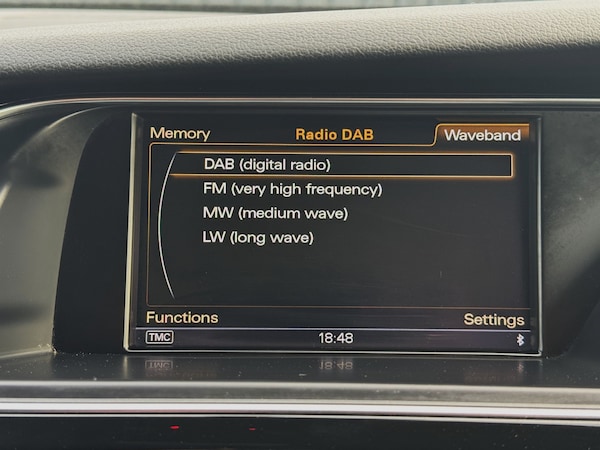 Memory Radio DAB Waveband
DAB (digital radio)
FM (very high frequency)
MW (medium wave)
LW (long wave)
Functions Settings
TMC 18:48